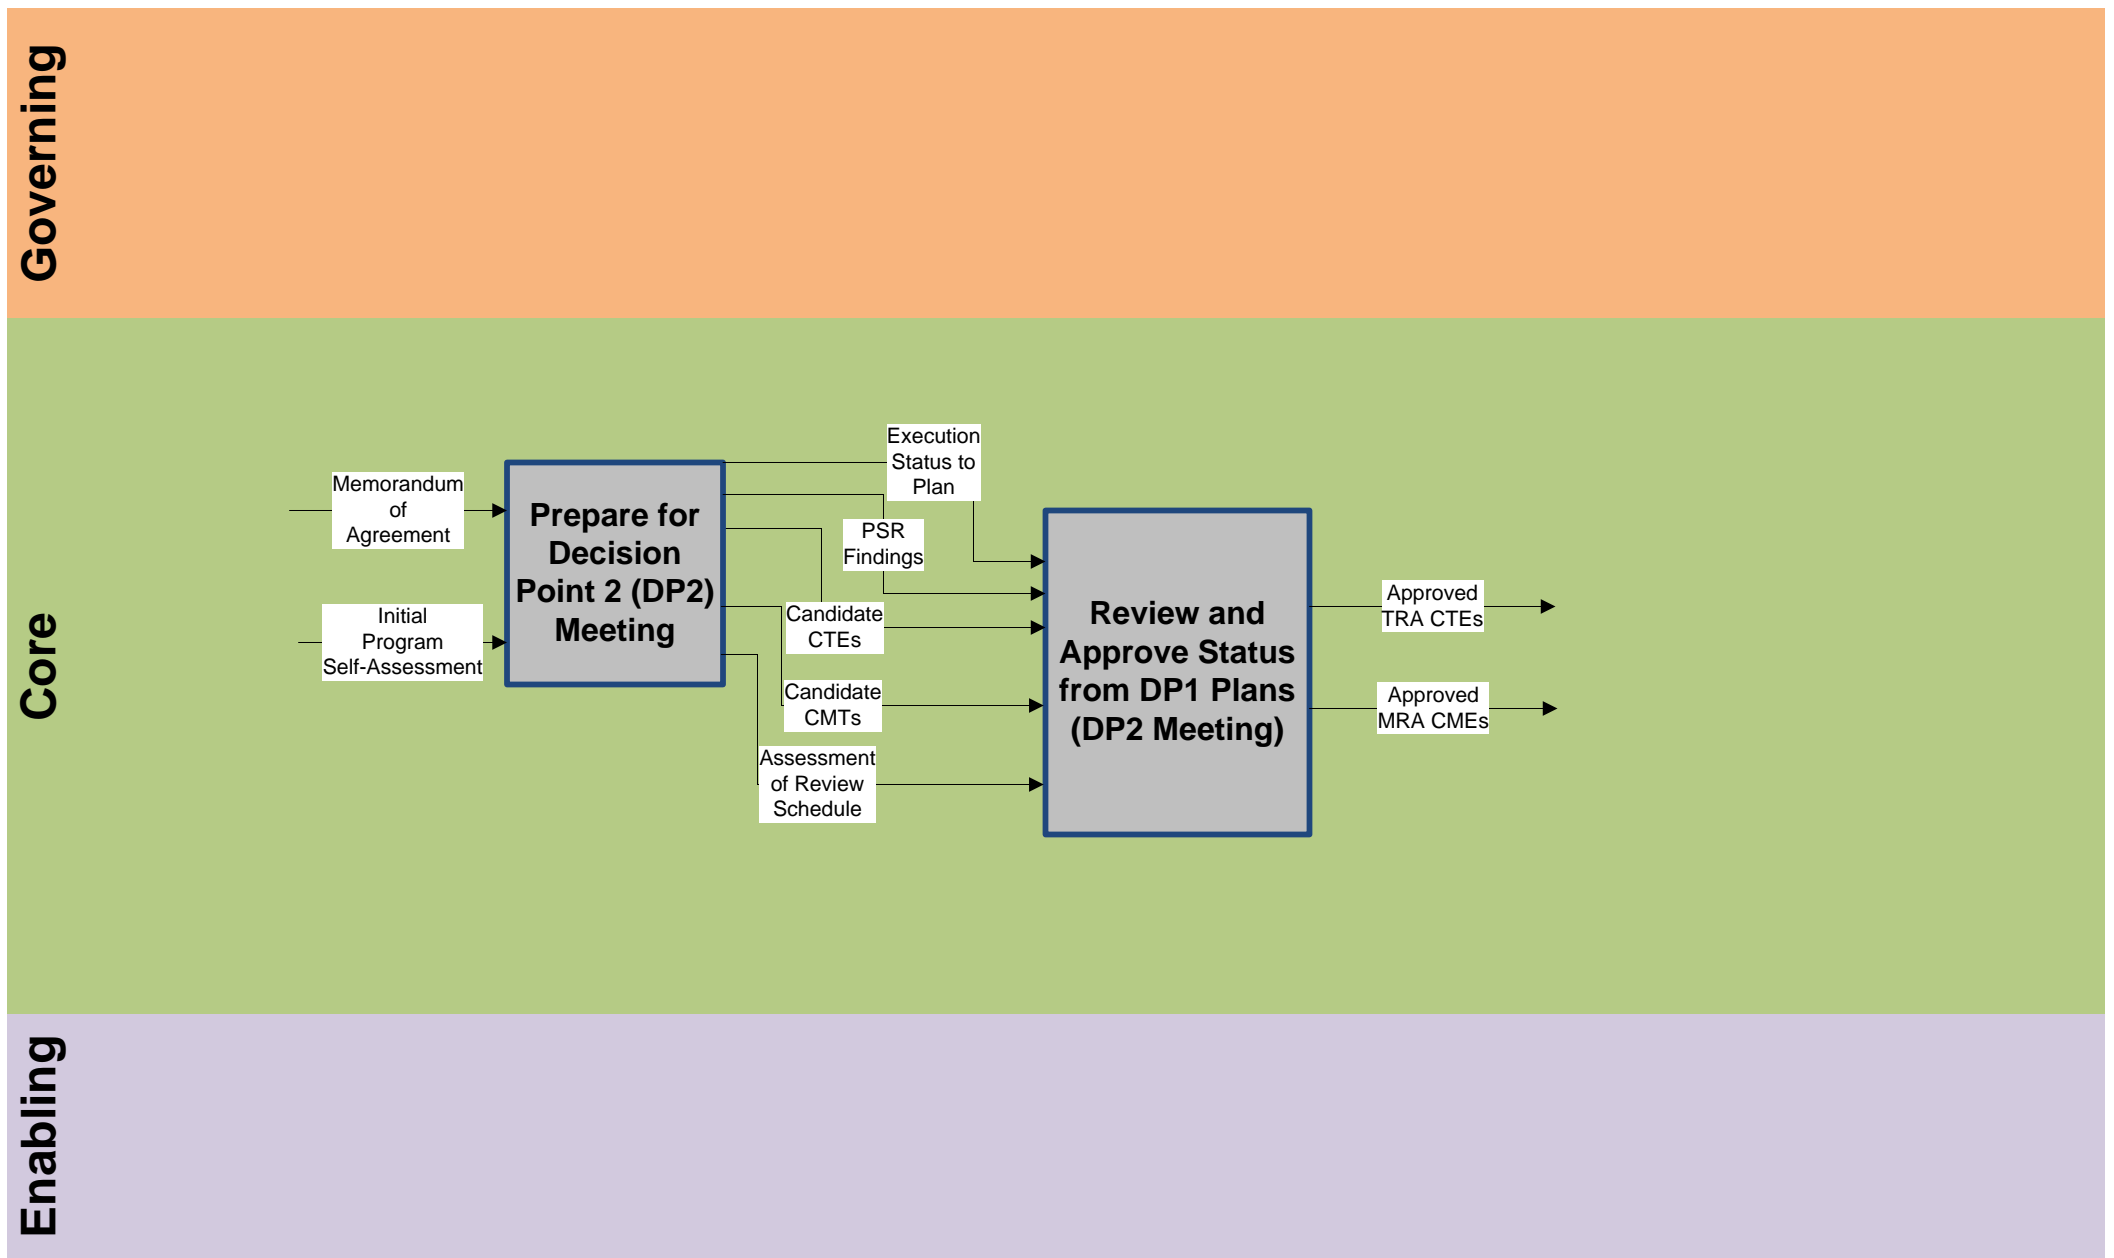 Governing
Core
Enabling
Memorandum
of
Agreement
Initial
Program
Self-Assessment
Prepare for
Decision
Point 2 (DP2)
Meeting
Execution
Status to
Plan
PSR
Findings
Candidate
CTEs
Candidate
CMTs
Assessment
of Review
Schedule
Review and
Approve Status
from DP1 Plans
(DP2 Meeting)
Approved
TRA CTEs
Approved
MRA CMEs